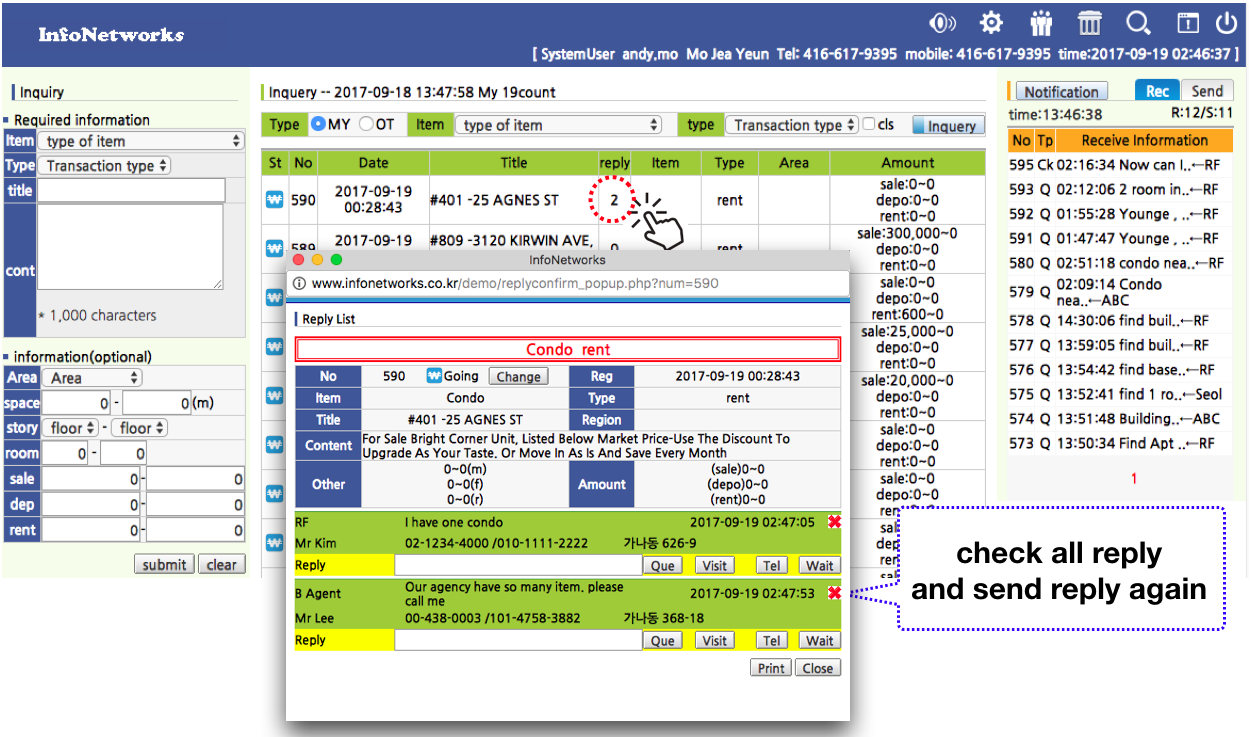 InfoNetworks
[ SystemUser andy.mo Mo Jea Yeun Tel: 416-617-9395 mobile: 416-617-9395 time:2017-09-19 02:46:37 ]
Inquiry
Required information
Item type of item
Type Transaction type
title
cont
* 1,000 characters
information(optional)
Area Area
space 0 - 0 (m)
story floor - floor
room 0 - 0
sale 0 - 0
dep 0 - 0
rent 0 - 0
submit clear
Inquery -- 2017-09-18 13:47:58 My 19count
Type MY OT Item type of item type Transaction type cls Inquery
St No Date Title reply Item Type Area Amount
590 2017-09-19 00:28:43 #401 -25 AGNES ST 2 rent sale:0~0 depo:0~0 rent:0~0
589 2017-09-19 #809 -3120 KIRWIN AVE, 0 rent sale:300,000~0 depo:0~0 rent:0~0
sale:0~0
depo:0~0
rent:600~0
sale:25,000~0
depo:0~0
rent:0~0
sale:20,000~0
depo:0~0
rent:0~0
sale:0~0
depo:0~0
rent:0~0
sale:0~0
depo:0~0
InfoNetworks
www.infonetworks.co.kr/demo/replyconfirm_popup.php?num=590
Reply List
Condo rent
No 590 Going Change Reg 2017-09-19 00:28:43
Item Condo Type rent
Title #401 -25 AGNES ST Region
Content For Sale Bright Corner Unit, Listed Below Market Price-Use The Discount To
Upgrade As Your Taste, Or Move In As Is And Save Every Month
Other 0~0(m) 0~0(f) 0~0(r) Amount (sale)0~0 (depo)0~0 (rent)0~0
RF I have one condo 2017-09-19 02:47:05
Mr Kim 02-1234-4000 /010-1111-2222 가나동 626-9
Reply Que Visit Tel Wait
B Agent Our agency have so many item. please call me 2017-09-19 02:47:53
Mr Lee 00-438-0003 /101-4758-3882 가나동 368-18
Reply Que Visit Tel Wait
Print Close
Notification Rec Send
time:13:46:38 R:12/S:11
No Tp Receive Information
595 Ck 02:16:34 Now can I..←RF
593 Q 02:12:06 2 room in..←RF
592 Q 01:55:28 Younge , ..←RF
591 Q 01:47:47 Younge , ..←RF
580 Q 02:51:18 condo nea..←RF
579 Q 02:09:14 Condo nea..←ABC
578 Q 14:30:06 find buil..←RF
577 Q 13:59:05 find buil..←RF
576 Q 13:54:42 find base..←RF
575 Q 13:52:41 find 1 ro..←Seol
574 Q 13:51:48 Building..←ABC
573 Q 13:50:34 Find Apt ..←RF
1
check all reply
and send reply again